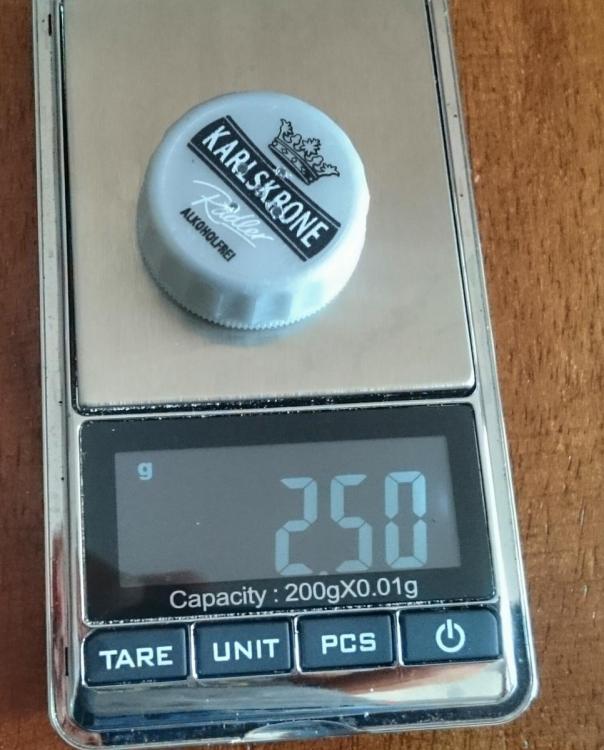 KARLSKRONE
Radler
ALKOHOLFREI
g
2.50
Capacity : 200gX0.01g
TARE UNIT PCS